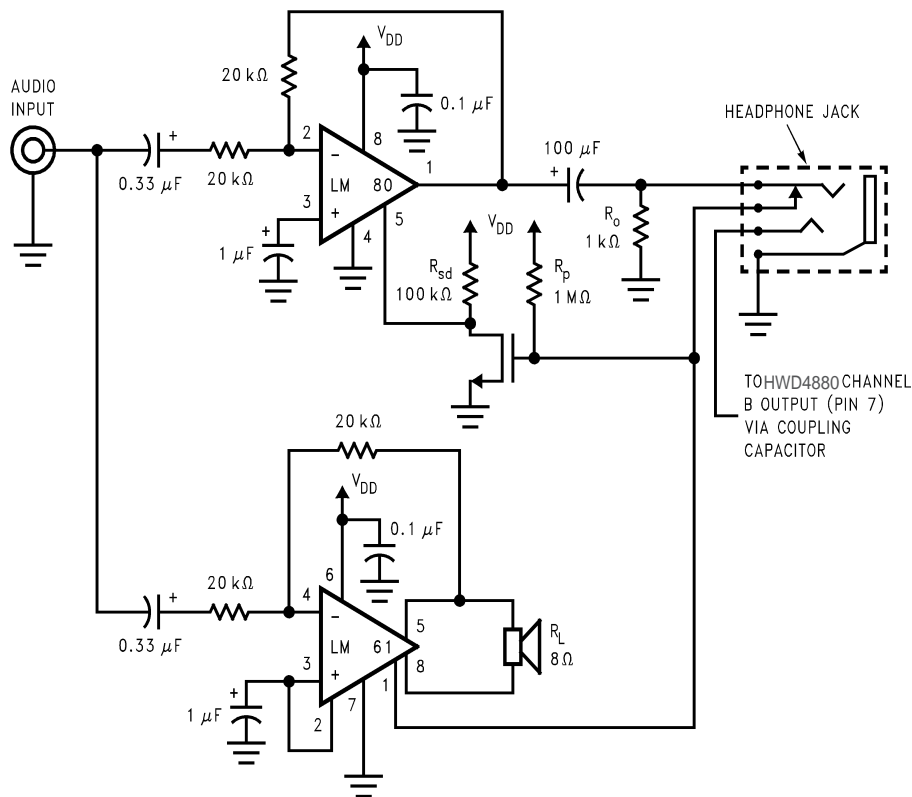 V_DD
20 kΩ
AUDIO
INPUT
0.1 μF
HEADPHONE JACK
2
8
1
100 μF
+
+
−
0.33 μF
20 kΩ
LM 80
3
+
5
4
+
1 μF
R_o
1 kΩ
V_DD
R_sd
100 kΩ
R_p
1 MΩ
TO HWD4880 CHANNEL
B OUTPUT (PIN 7)
VIA COUPLING
CAPACITOR
20 kΩ
V_DD
0.1 μF
6
20 kΩ
4
+
−
0.33 μF
LM 61
5
R_L
8Ω
3
+
8
1
+
1 μF
2
7